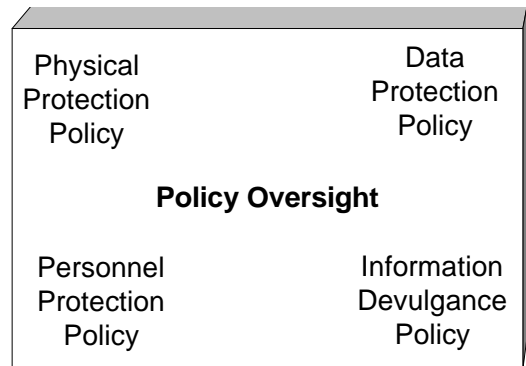 Physical
Protection
Policy
Data
Protection
Policy
Policy Oversight
Personnel
Protection
Policy
Information
Devulgance
Policy